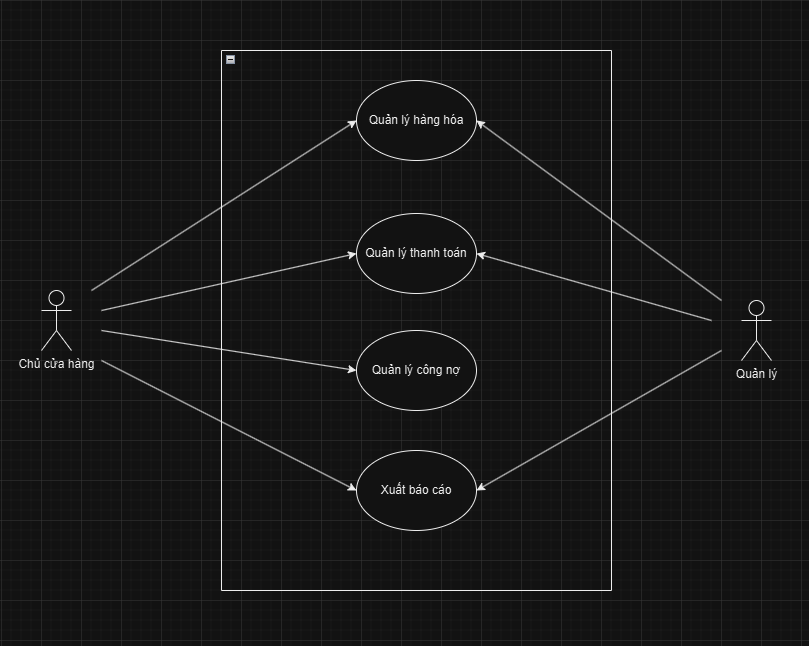 Quản lý hàng hóa
Quản lý thanh toán
Chủ cửa hàng
Quản lý công nợ
Quản lý
Xuất báo cáo